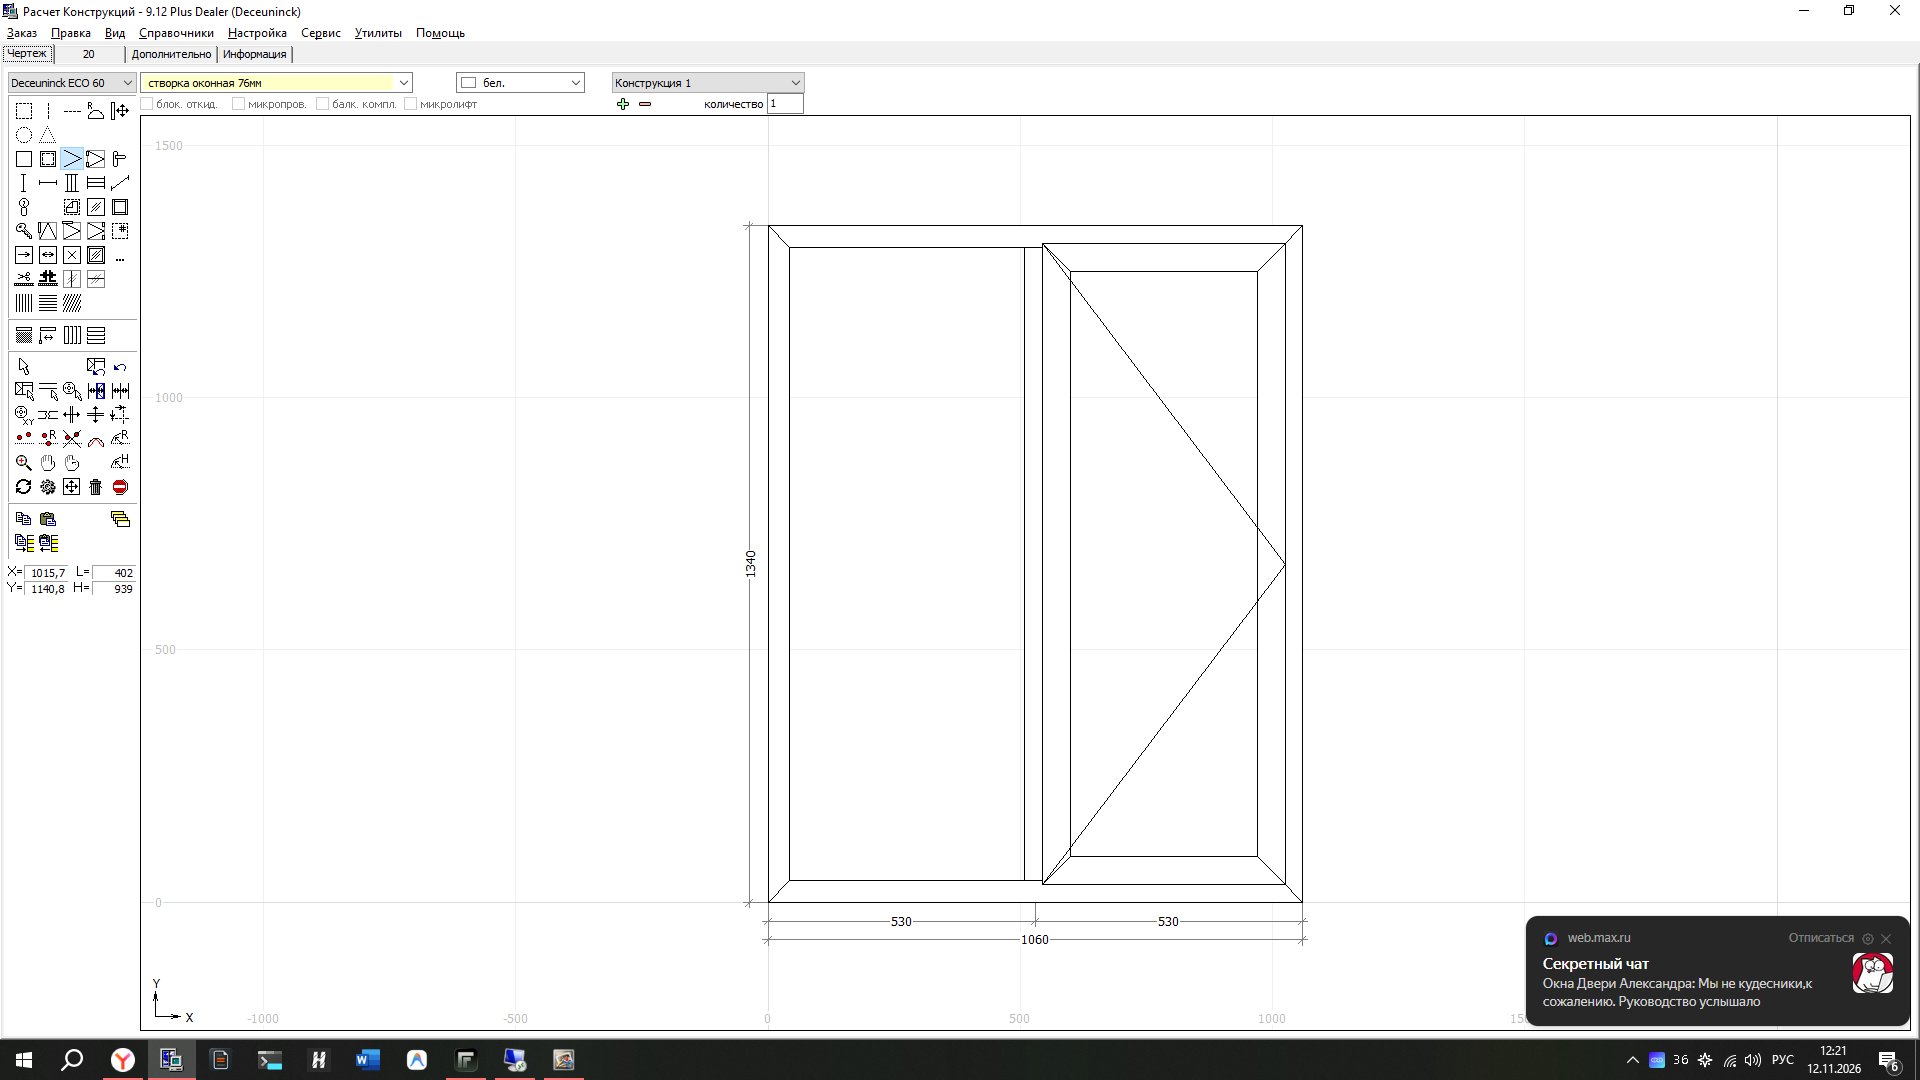 Расчет Конструкций - 9.12 Plus Dealer (Deceuninck)
Заказ Правка Вид Справочники Настройка Сервис Утилиты Помощь
Чертеж 20 Дополнительно Информация
Deceuninck ECO 60 створка оконная 76мм бел. Конструкция 1
блок. откид. микропров. балк. компл. микролифт количество 1
1500
1000
500
0
1340
530 530
1060
X= 1015,7 L= 402
Y= 1140,8 H= 939
Y
X
-1000 -500 0 500 1000
web.max.ru Отписаться
Секретный чат
Окна Двери Александра: Мы не кудесники,к
сожалению. Руководство услышало
36 РУС 12:21
12.11.2026
6